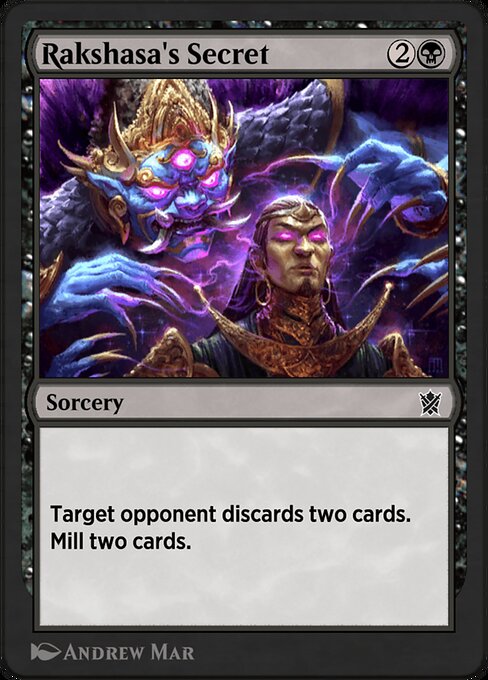 Rakshasa's Secret 2
Sorcery
Target opponent discards two cards.
Mill two cards.
Andrew Mar